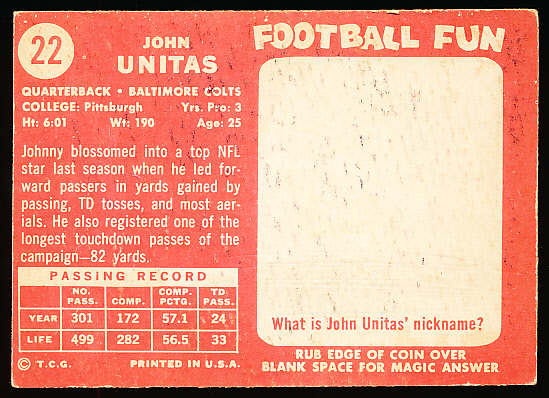 22
JOHN
UNITAS
QUARTERBACK • BALTIMORE COLTS
COLLEGE: Pittsburgh Yrs. Pro: 3
Ht: 6:01 Wt: 190 Age: 25
Johnny blossomed into a top NFL
star last season when he led for-
ward passers in yards gained by
passing, TD tosses, and most aer-
ials. He also registered one of the
longest touchdown passes of the
campaign—82 yards.
PASSING RECORD
NO. PASS. COMP. COMP. PCTG. TD PASS.
YEAR 301 172 57.1 24
LIFE 499 282 56.5 33
© T.C.G. PRINTED IN U.S.A.
FOOTBALL FUN
What is John Unitas' nickname?
RUB EDGE OF COIN OVER
BLANK SPACE FOR MAGIC ANSWER